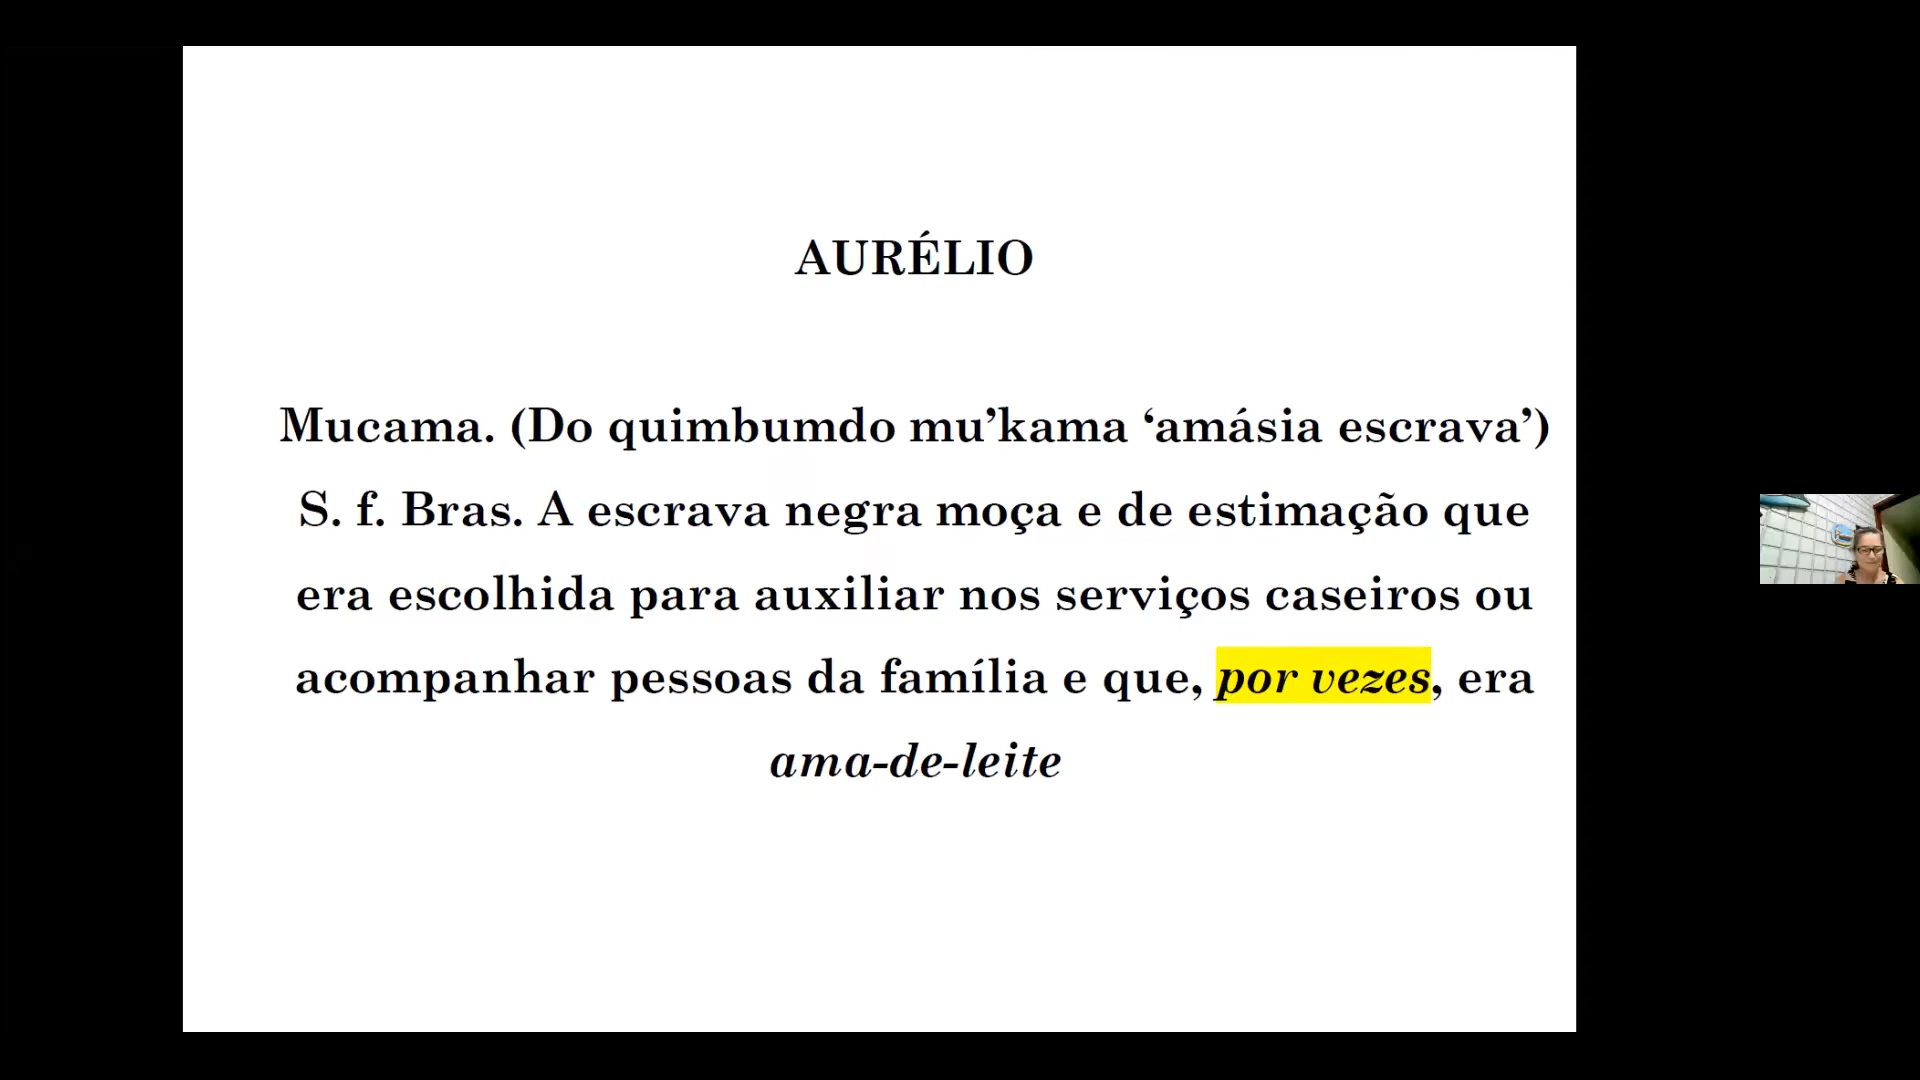 AURÉLIO
Mucama. (Do quimbumdo mu’kama ‘amásia escrava’)
S. f. Bras. A escrava negra moça e de estimação que
era escolhida para auxiliar nos serviços caseiros ou
acompanhar pessoas da família e que, por vezes, era
ama-de-leite